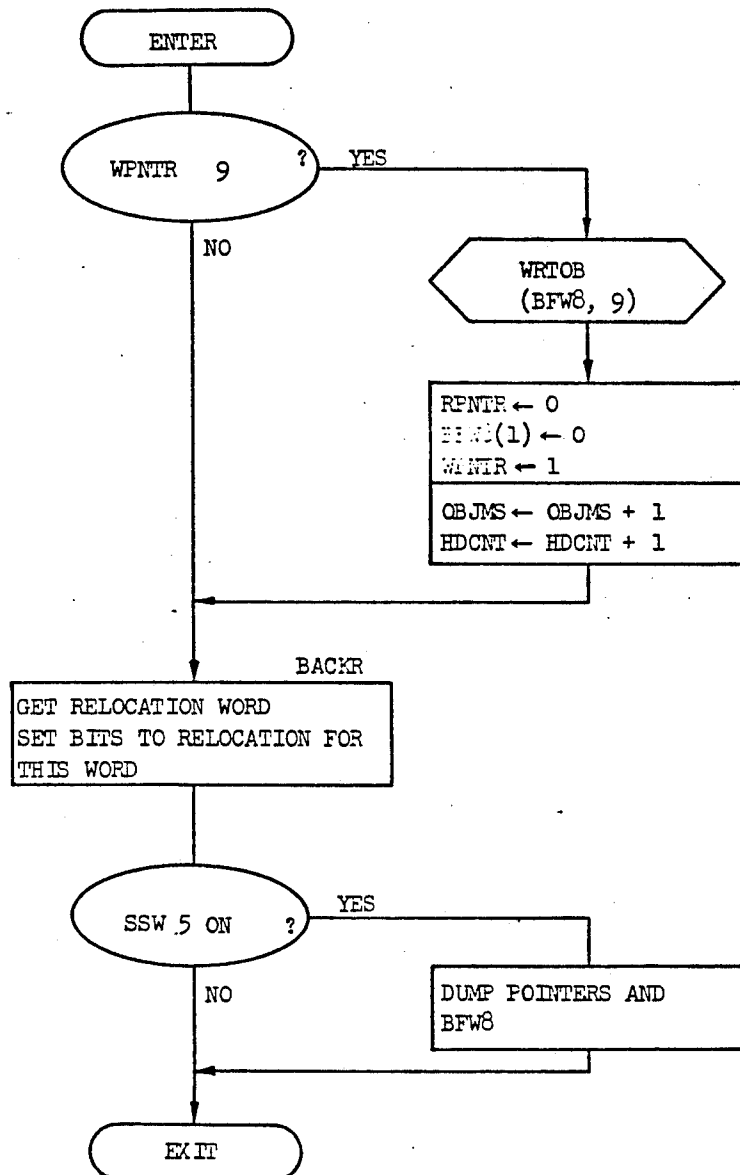 ENTER
WPNTR 9 ?
YES
NO
WRTOB
(BFW8, 9)
RPNTR ← 0
(1) ← 0
WPNTR ← 1
OBJMS ← OBJMS + 1
HDCNT ← HDCNT + 1
BACKR
GET RELOCATION WORD
SET BITS TO RELOCATION FOR
THIS WORD
SSW 5 ON ?
YES
NO
DUMP POINTERS AND
BFW8
EXIT